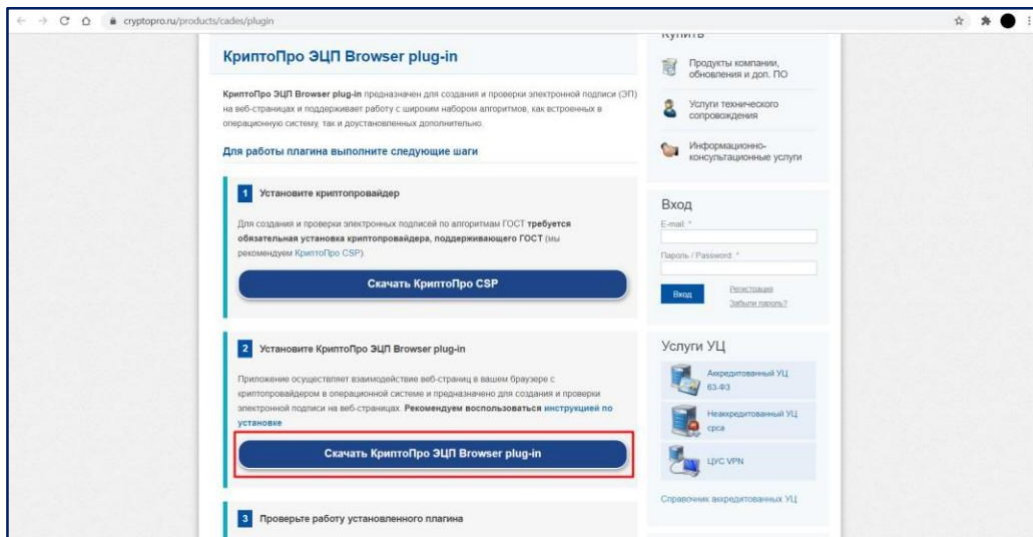 cryptopro.ru/products/cades/plugin
КриптоПро ЭЦП Browser plug-in
КриптоПро ЭЦП Browser plug-in предназначен для создания и проверки электронной подписи (ЭП)
на веб-страницах и поддерживает работу с широким набором алгоритмов, как встроенных в
операционную систему, так и доустановленных дополнительно.
Для работы плагина выполните следующие шаги
1 Установите криптопровайдер
Для создания и проверки электронных подписей по алгоритмам ГОСТ требуется
обязательная установка криптопровайдера, поддерживающего ГОСТ (мы
рекомендуем КриптоПро CSP).
Скачать КриптоПро CSP
2 Установите КриптоПро ЭЦП Browser plug-in
Приложение осуществляет взаимодействие веб-страниц в вашем браузере с
криптопровайдером в операционной системе и предназначено для создания и проверки
электронной подписи на веб-страницах. Рекомендуем воспользоваться инструкцией по
установке
Скачать КриптоПро ЭЦП Browser plug-in
3 Проверьте работу установленного плагина
Купить
Продукты компании,
обновления и доп. ПО
Услуги технического
сопровождения
Информационно-
консультационные услуги
Вход
E-mail *
Пароль / Password *
Вход
Регистрация
Забыли пароль?
Услуги УЦ
Аккредитованный УЦ
63-ФЗ
Неаккредитованный УЦ
срса
ЦУС VPN
Справочник аккредитованных УЦ